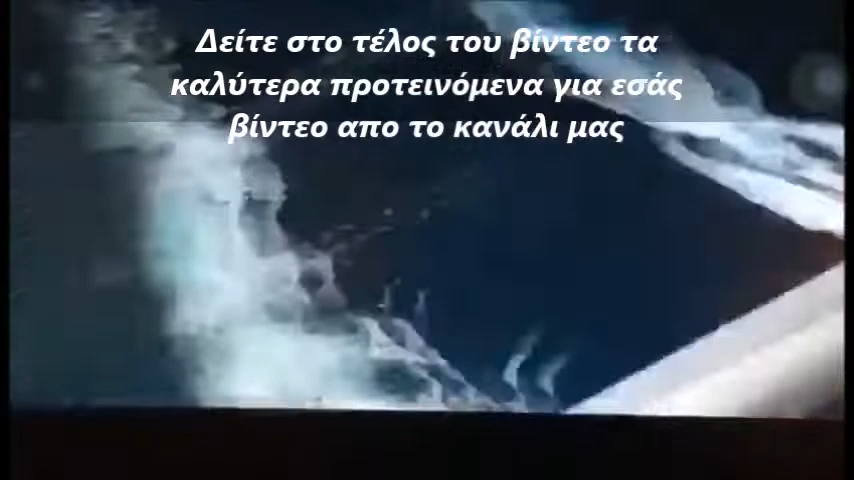 Δείτε στο τέλος του βίντεο τα
καλύτερα προτεινόμενα για εσάς
βίντεο απο το κανάλι μας